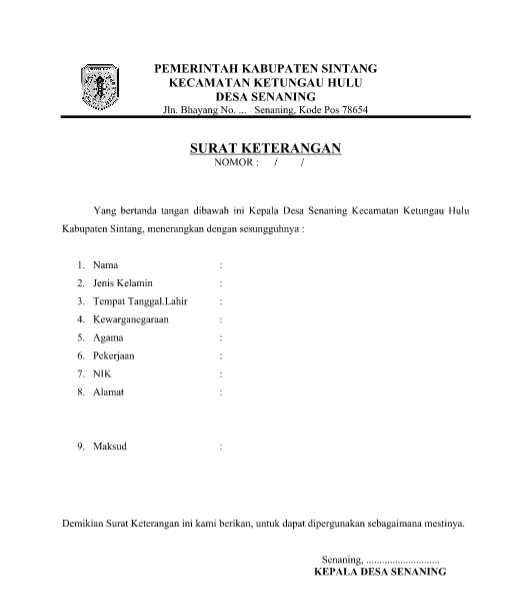 PEMERINTAH KABUPATEN SINTANG
KECAMATAN KETUNGAU HULU
DESA SENANING
Jln. Bhayang No. ... Senaning, Kode Pos 78654
SURAT KETERANGAN
NOMOR : / /
Yang bertanda tangan dibawah ini Kepala Desa Senaning Kecamatan Ketungau Hulu
Kabupaten Sintang, menerangkan dengan sesungguhnya :
1. Nama :
2. Jenis Kelamin :
3. Tempat Tanggal.Lahir :
4. Kewarganegaraan :
5. Agama :
6. Pekerjaan :
7. NIK :
8. Alamat :
9. Maksud :
Demikian Surat Keterangan ini kami berikan, untuk dapat dipergunakan sebagaimana mestinya.
Senaning, ............................
KEPALA DESA SENANING